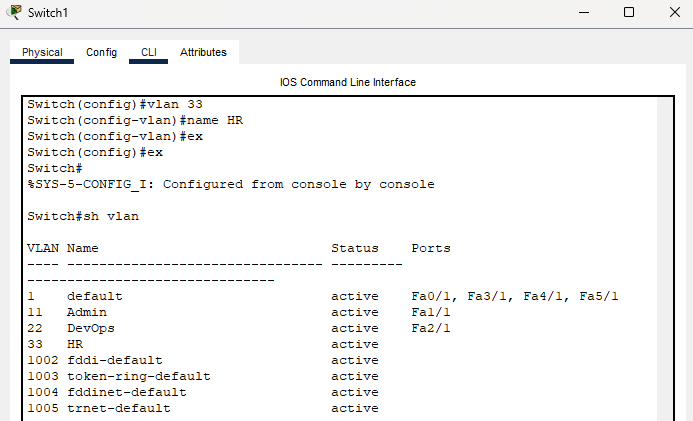 Switch1
Physical Config CLI Attributes
IOS Command Line Interface
Switch(config)#vlan 33
Switch(config-vlan)#name HR
Switch(config-vlan)#ex
Switch(config)#ex
Switch#
%SYS-5-CONFIG_I: Configured from console by console
Switch#sh vlan
VLAN Name Status Ports
---- -------------------------------- ---------
-------------------------------
1 default active Fa0/1, Fa3/1, Fa4/1, Fa5/1
11 Admin active Fa1/1
22 DevOps active Fa2/1
33 HR active
1002 fddi-default active
1003 token-ring-default active
1004 fddinet-default active
1005 trnet-default active